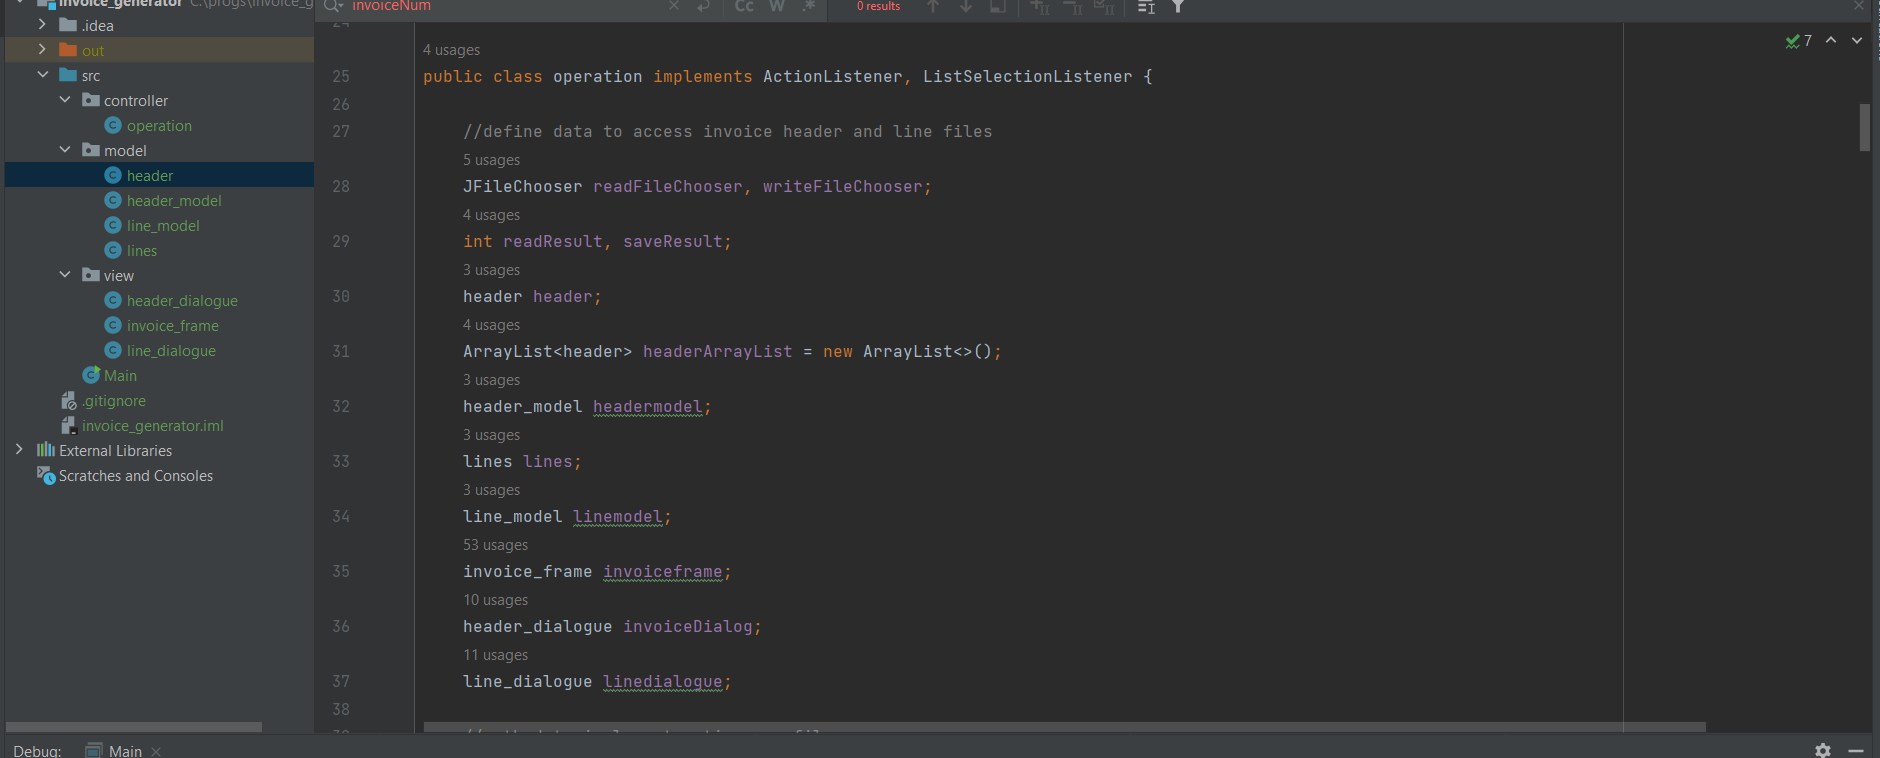 invoice_generator C:\progs\invoice_g
.idea
out
src
controller
operation
model
header
header_model
line_model
lines
view
header_dialogue
invoice_frame
line_dialogue
Main
.gitignore
invoice_generator.iml
External Libraries
Scratches and Consoles
invoiceNum
Cc W .*
0 results
7
24
4 usages
25 public class operation implements ActionListener, ListSelectionListener {
26
27 //define data to access invoice header and line files
5 usages
28 JFileChooser readFileChooser, writeFileChooser;
4 usages
29 int readResult, saveResult;
3 usages
30 header header;
4 usages
31 ArrayList<header> headerArrayList = new ArrayList<>();
3 usages
32 header_model headermodel;
3 usages
33 lines lines;
3 usages
34 line_model linemodel;
53 usages
35 invoice_frame invoiceframe;
10 usages
36 header_dialogue invoiceDialog;
11 usages
37 line_dialogue linedialogue;
38
Debug: Main